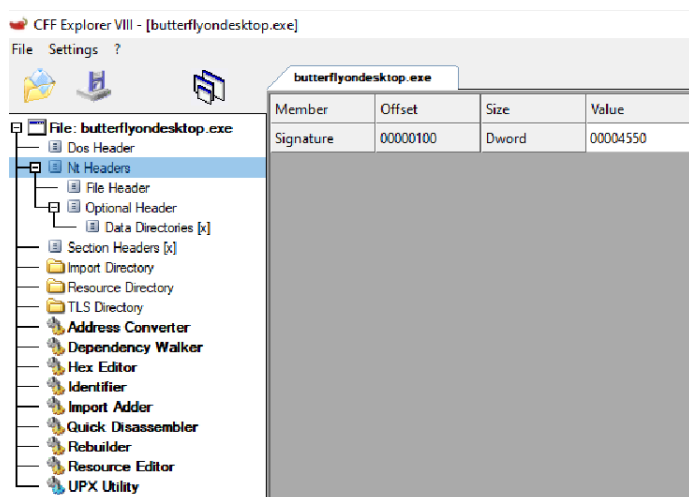 CFF Explorer VIII - [butterflyondesktop.exe]
File Settings ?
butterflyondesktop.exe
Member Offset Size Value
Signature 00000100 Dword 00004550
File: butterflyondesktop.exe
Dos Header
Nt Headers
File Header
Optional Header
Data Directories [x]
Section Headers [x]
Import Directory
Resource Directory
TLS Directory
Address Converter
Dependency Walker
Hex Editor
Identifier
Import Adder
Quick Disassembler
Rebuilder
Resource Editor
UPX Utility